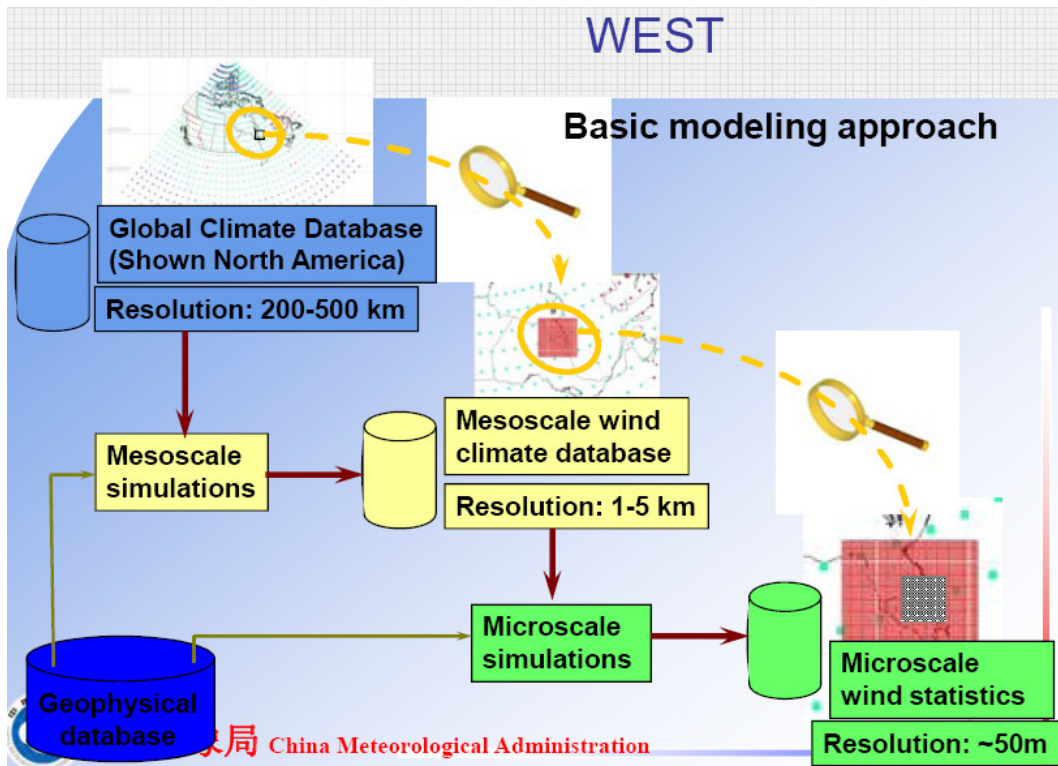 WEST
Basic modeling approach
Global Climate Database
(Shown North America)
Resolution: 200-500 km
Mesoscale
simulations
Mesoscale wind
climate database
Resolution: 1-5 km
Microscale
simulations
Microscale
wind statistics
Resolution: ~50m
Geophysical
database
局 China Meteorological Administration